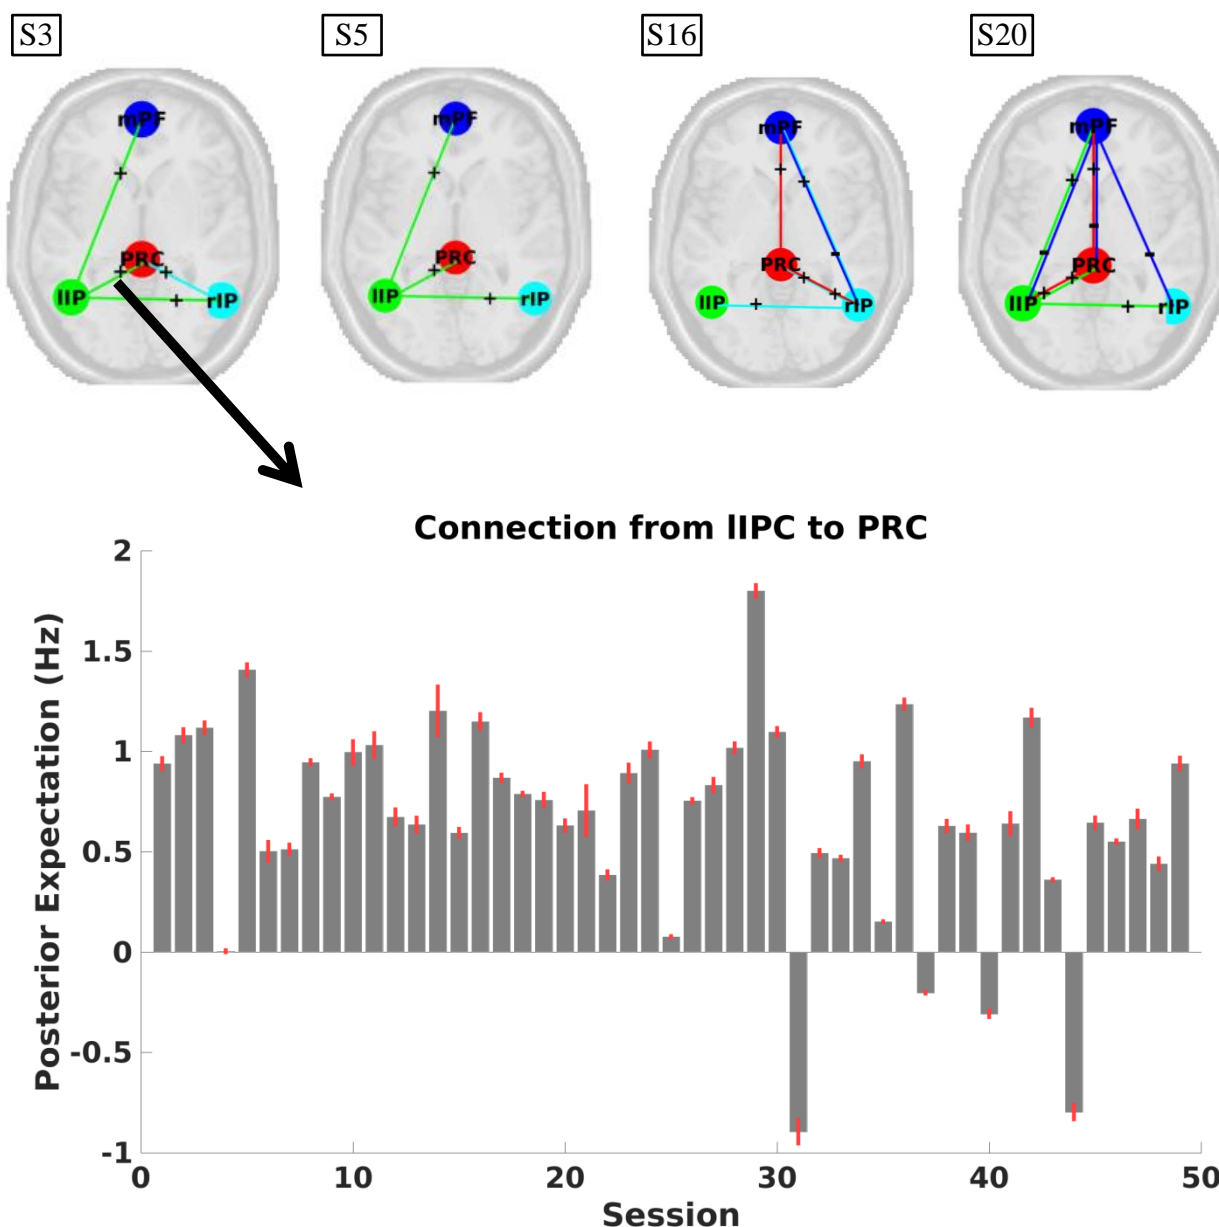 S3 S5 S16 S20
mPF mPF mPF mPF
PRC PRC PRC PRC
lIP rIP lIP rIP lIP rIP lIP rIP
+ + + +
+ + +
+ + + + - +
+ + - - - + + +
Connection from lIPC to PRC
Posterior Expectation (Hz)
2
1.5
1
0.5
0
-0.5
-1
0 10 20 30 40 50
Session